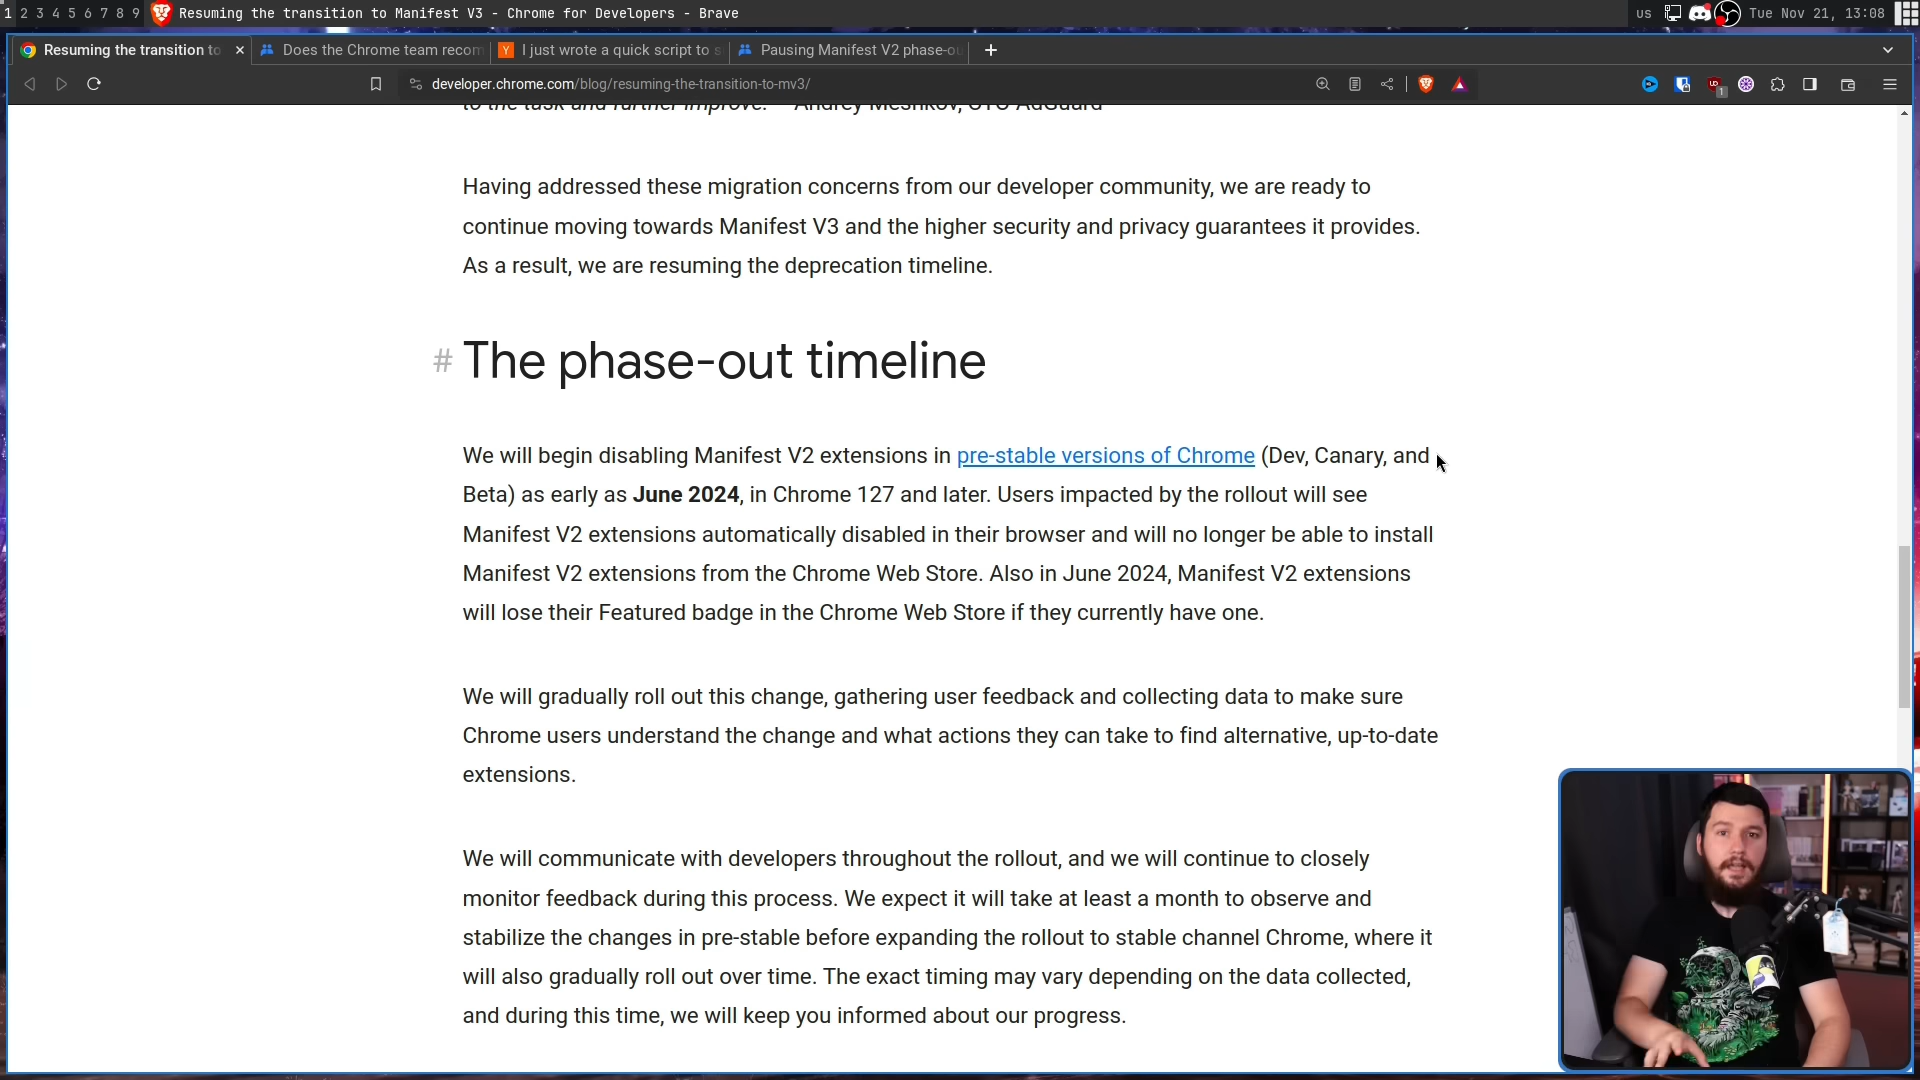 1 2 3 4 5 6 7 8 9 Resuming the transition to Manifest V3 - Chrome for Developers - Brave us Tue Nov 21, 13:08
Resuming the transition to Does the Chrome team recom Y I just wrote a quick script to s Pausing Manifest V2 phase-ou
developer.chrome.com/blog/resuming-the-transition-to-mv3/ 1
to the task and further improve." - Andrey Meshkov, CTO AdGuard
Having addressed these migration concerns from our developer community, we are ready to
continue moving towards Manifest V3 and the higher security and privacy guarantees it provides.
As a result, we are resuming the deprecation timeline.
# The phase-out timeline
We will begin disabling Manifest V2 extensions in pre-stable versions of Chrome (Dev, Canary, and
Beta) as early as June 2024, in Chrome 127 and later. Users impacted by the rollout will see
Manifest V2 extensions automatically disabled in their browser and will no longer be able to install
Manifest V2 extensions from the Chrome Web Store. Also in June 2024, Manifest V2 extensions
will lose their Featured badge in the Chrome Web Store if they currently have one.
We will gradually roll out this change, gathering user feedback and collecting data to make sure
Chrome users understand the change and what actions they can take to find alternative, up-to-date
extensions.
We will communicate with developers throughout the rollout, and we will continue to closely
monitor feedback during this process. We expect it will take at least a month to observe and
stabilize the changes in pre-stable before expanding the rollout to stable channel Chrome, where it
will also gradually roll out over time. The exact timing may vary depending on the data collected,
and during this time, we will keep you informed about our progress.